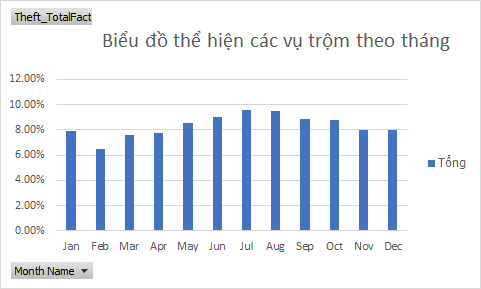 Theft_TotalFact
Biểu đồ thể hiện các vụ trộm theo tháng
12.00%
10.00%
8.00%
6.00%
4.00%
2.00%
0.00%
Jan Feb Mar Apr May Jun Jul Aug Sep Oct Nov Dec
Tổng
Month Name